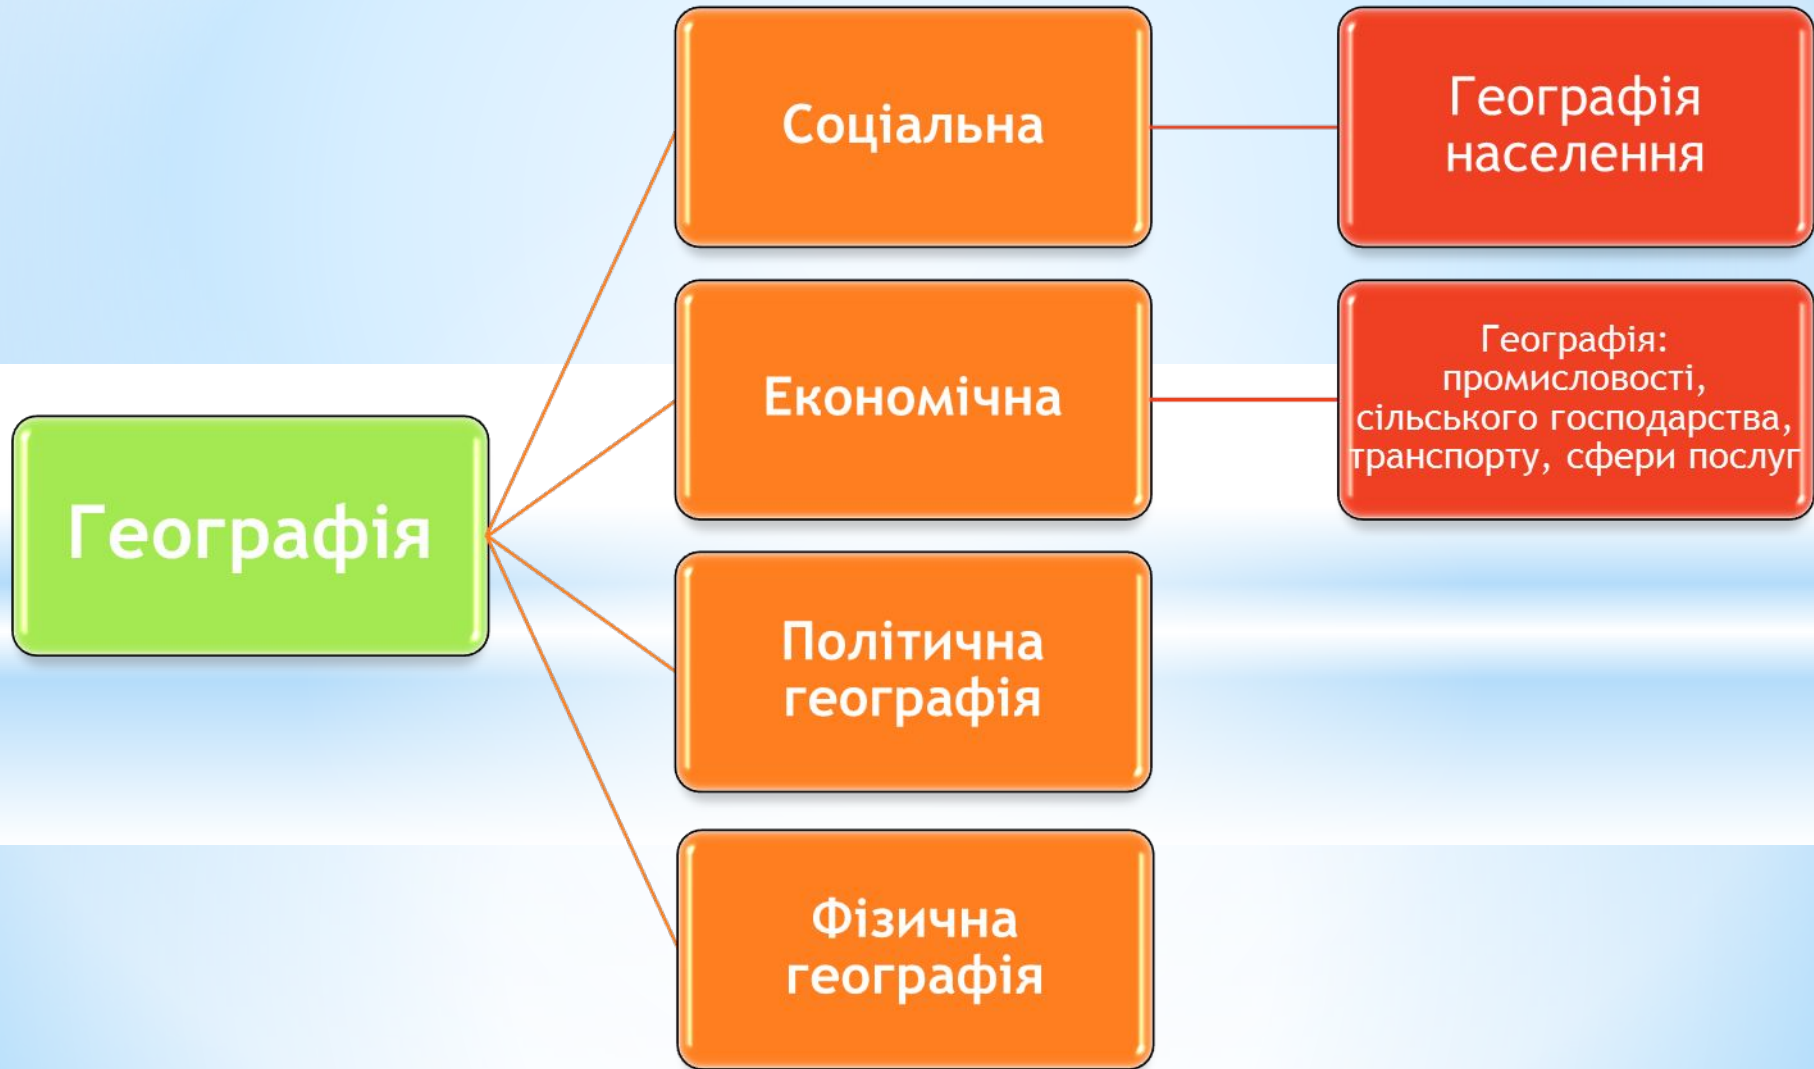 Географія
Соціальна
Економічна
Політична
географія
Фізична
географія
Географія
населення
Географія:
промисловості,
сільського господарства,
транспорту, сфери послуг